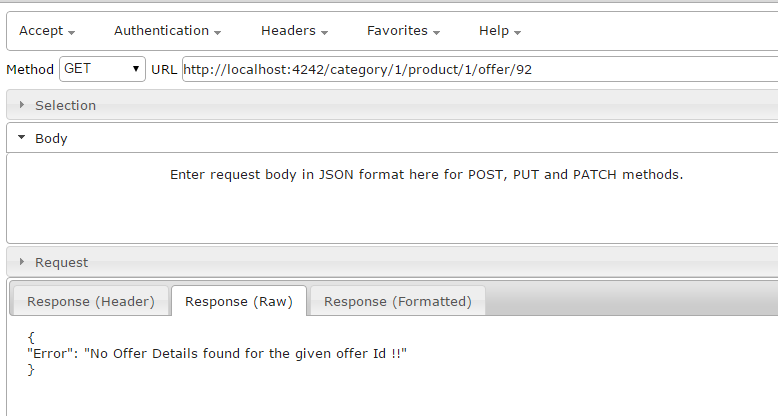 Accept Authentication Headers Favorites Help
Method GET URL http://localhost:4242/category/1/product/1/offer/92
Selection
Body
Enter request body in JSON format here for POST, PUT and PATCH methods.
Request
Response (Header) Response (Raw) Response (Formatted)
{
"Error": "No Offer Details found for the given offer Id !!"
}